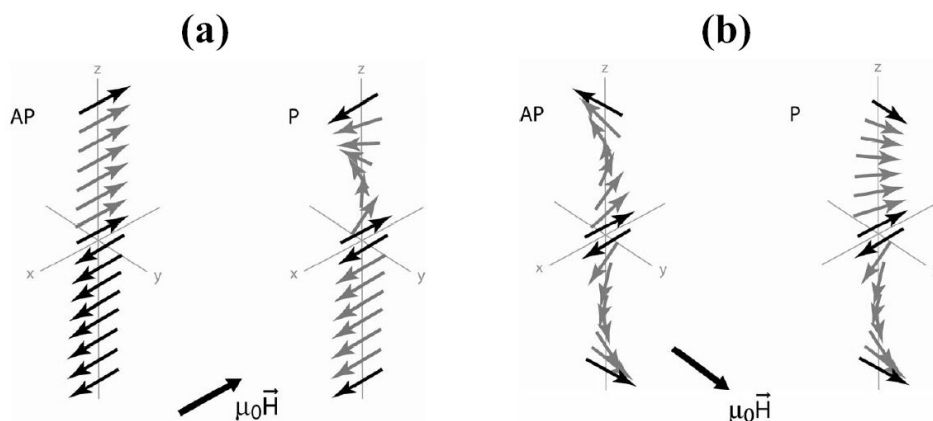 (a) (b)
z z z z
AP P AP P
x y x y
μ₀H⃗ μ₀H⃗